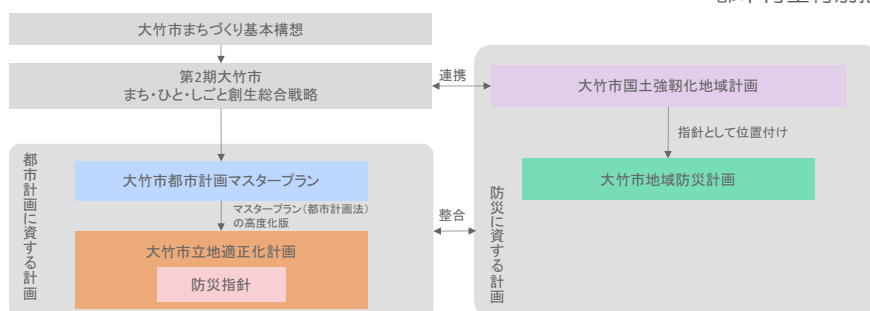 大竹市まちづくり基本構想
第2期大竹市
まち・ひと・しごと創生総合戦略
連携
大竹市国土強靭化地域計画
指針として位置付け
大竹市地域防災計画
防災に資する計画
都市計画に資する計画
大竹市都市計画マスタープラン
マスタープラン(都市計画法)
の高度化版
整合
大竹市立地適正化計画
防災指針